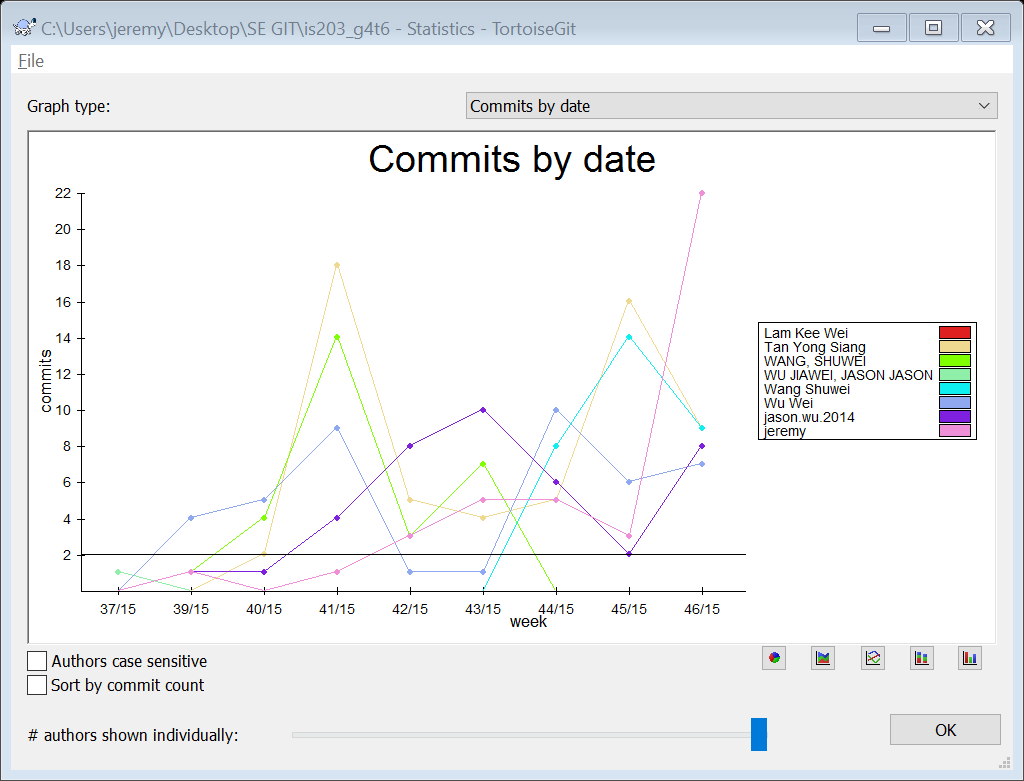 C:\Users\jeremy\Desktop\SE GIT\is203_g4t6 - Statistics - TortoiseGit
File
Graph type:
Commits by date
Commits by date
22
20
18
16
14
12
10
8
6
4
2
commits
37/15 39/15 40/15 41/15 42/15 43/15 44/15 45/15 46/15
week
Lam Kee Wei
Tan Yong Siang
WANG, SHUWEI
WU JIAWEI, JASON JASON
Wang Shuwei
Wu Wei
jason.wu.2014
jeremy
Authors case sensitive
Sort by commit count
# authors shown individually:
OK